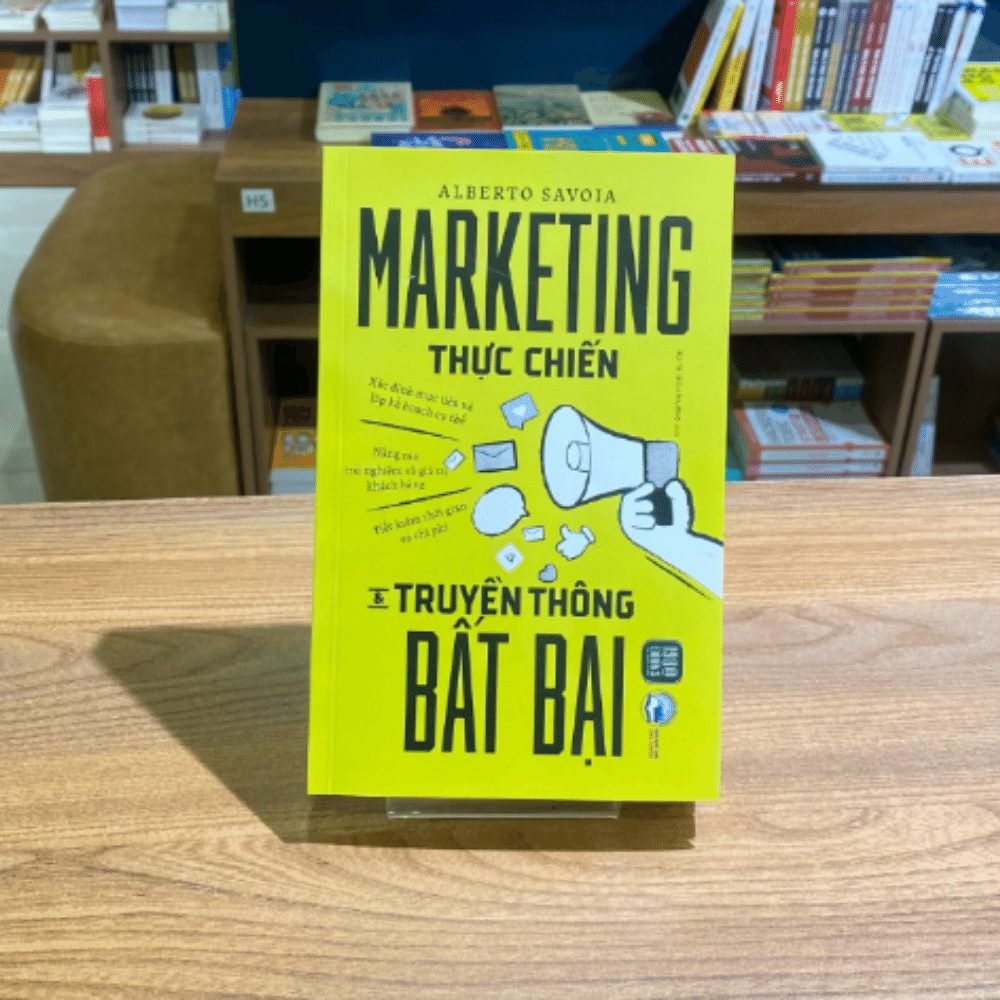 H5
ALBERTO SAVOIA
MARKETING
THỰC CHIẾN
Xác định mục tiêu và
lập kế hoạch cụ thể
Nâng cao
trải nghiệm và giá trị
khách hàng
Tiết kiệm thời gian
và chi phí
& TRUYỀN THÔNG
BẤT BẠI